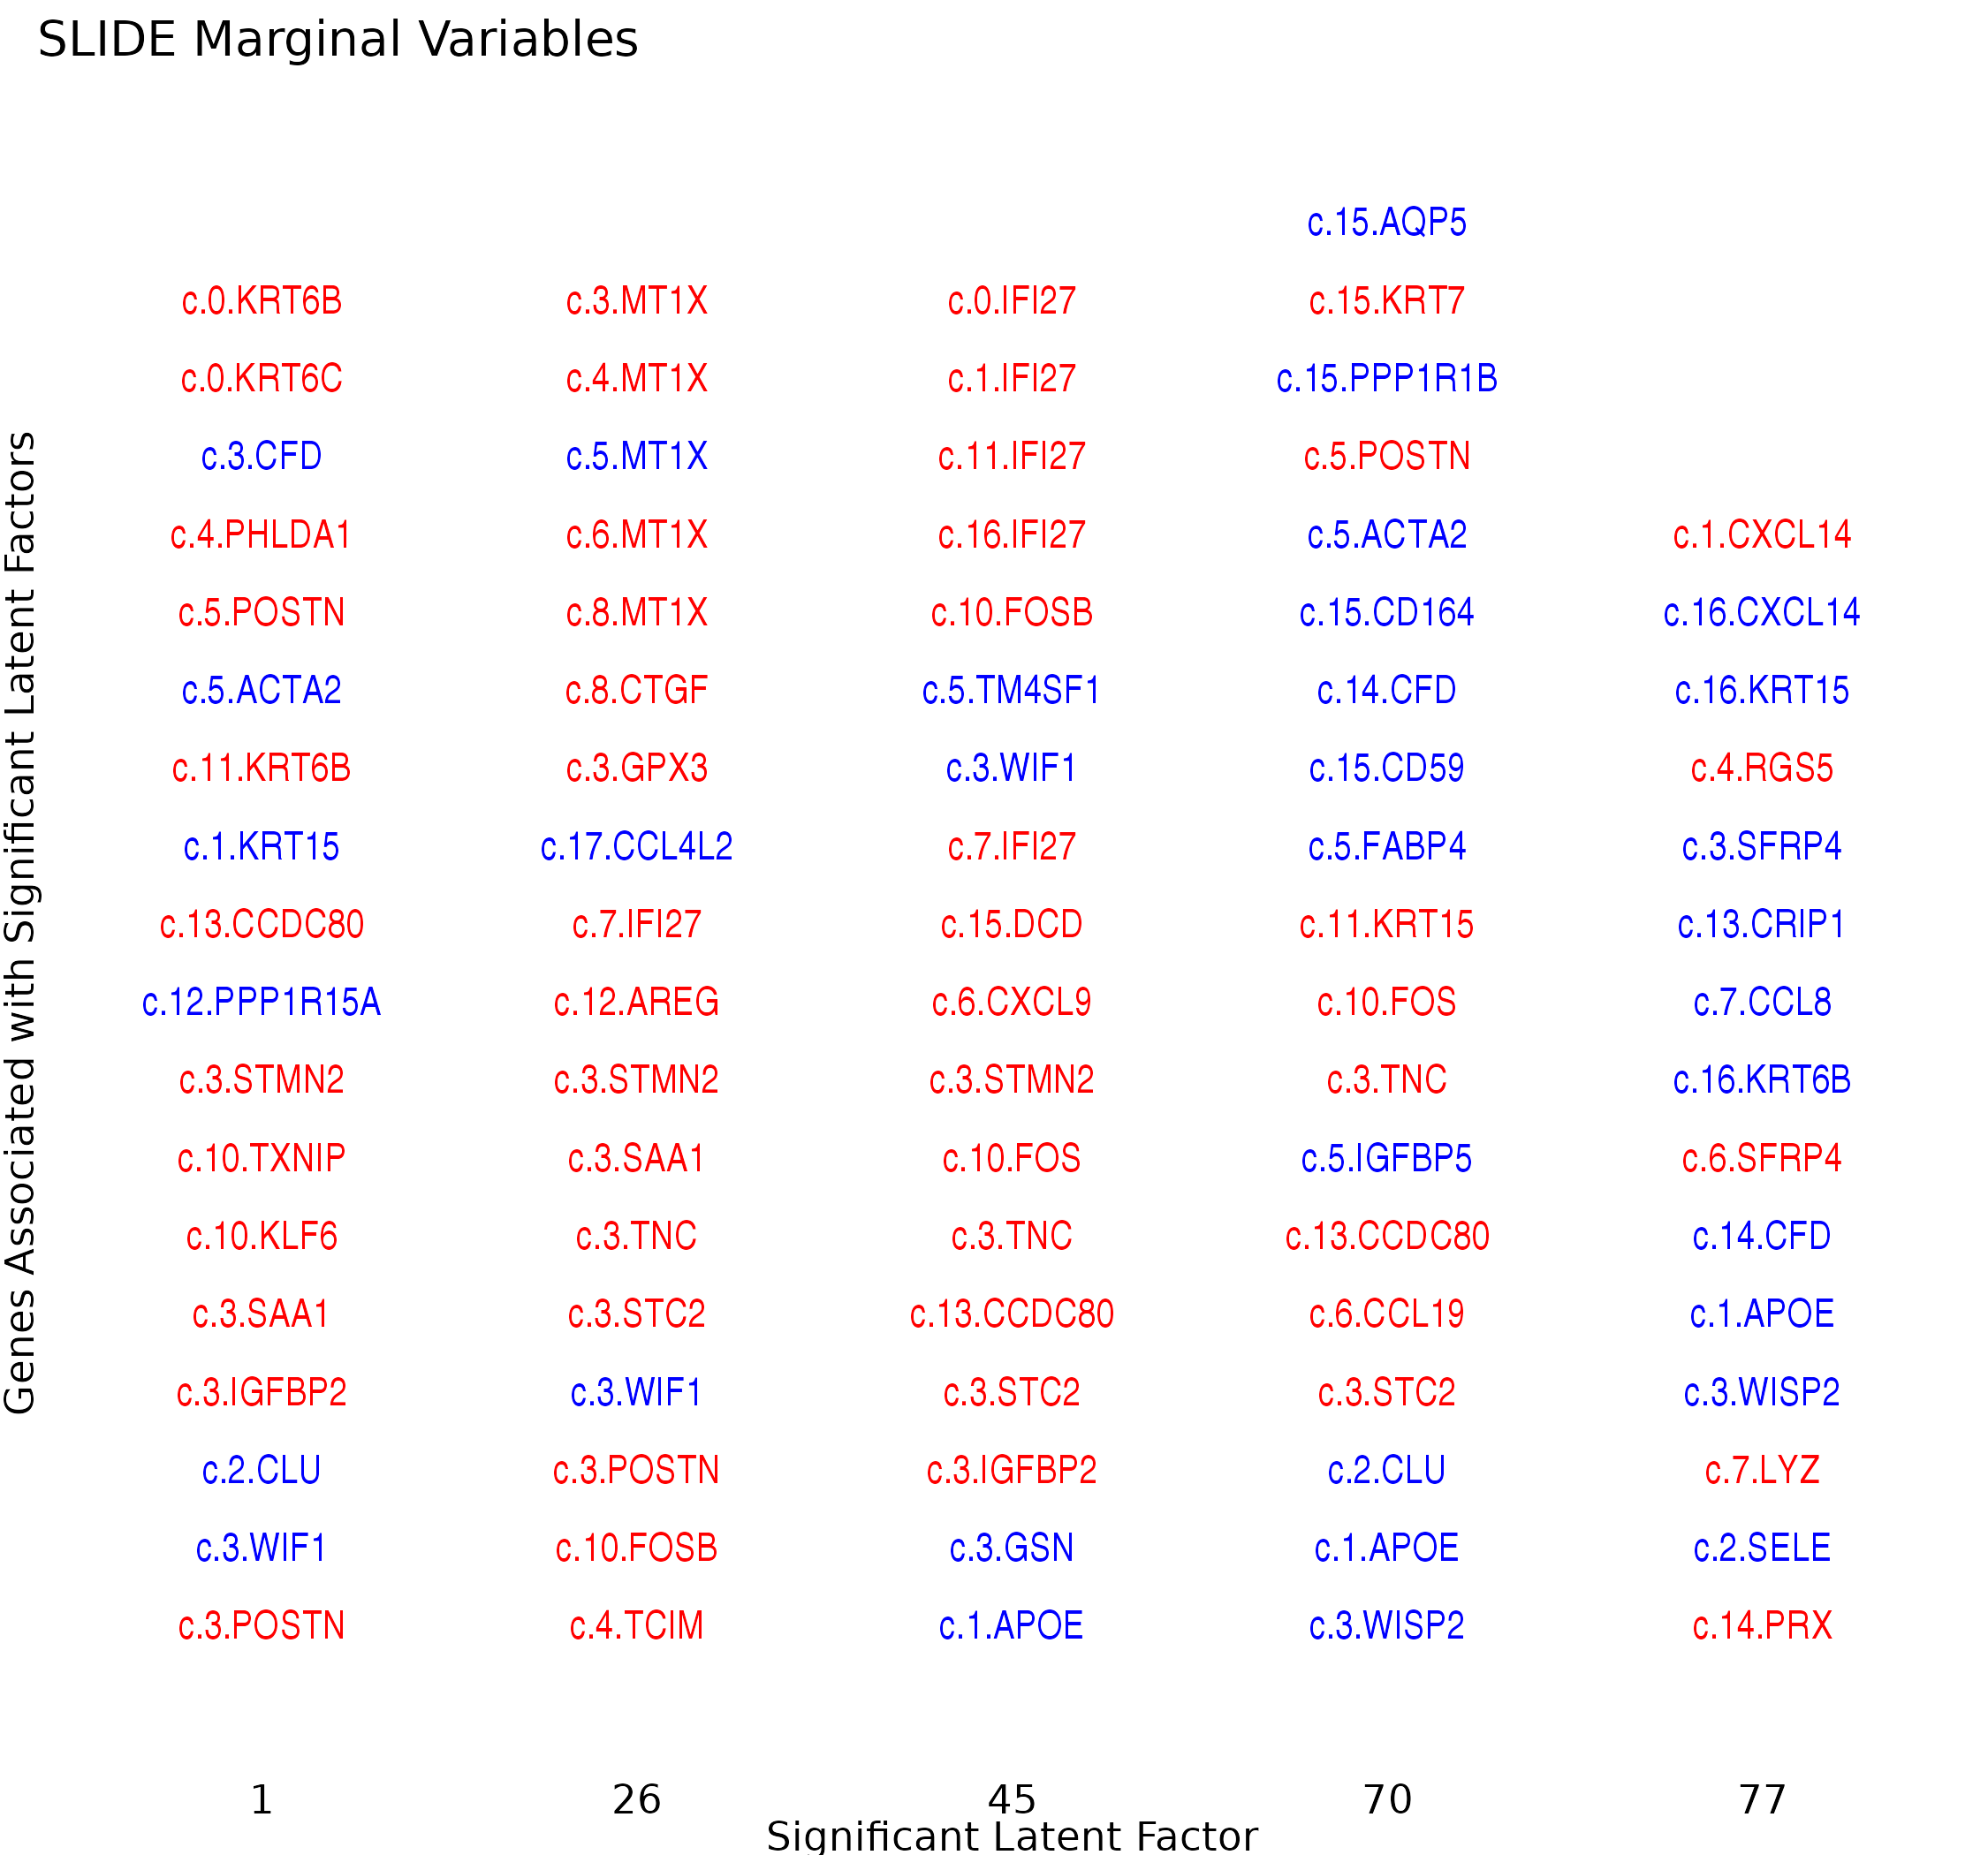 SLIDE Marginal Variables
Genes Associated with Significant Latent Factors
c.15.AQP5
c.0.KRT6B c.3.MT1X c.0.IFI27 c.15.KRT7
c.0.KRT6C c.4.MT1X c.1.IFI27 c.15.PPP1R1B
c.3.CFD c.5.MT1X c.11.IFI27 c.5.POSTN
c.4.PHLDA1 c.6.MT1X c.16.IFI27 c.5.ACTA2 c.1.CXCL14
c.5.POSTN c.8.MT1X c.10.FOSB c.15.CD164 c.16.CXCL14
c.5.ACTA2 c.8.CTGF c.5.TM4SF1 c.14.CFD c.16.KRT15
c.11.KRT6B c.3.GPX3 c.3.WIF1 c.15.CD59 c.4.RGS5
c.1.KRT15 c.17.CCL4L2 c.7.IFI27 c.5.FABP4 c.3.SFRP4
c.13.CCDC80 c.7.IFI27 c.15.DCD c.11.KRT15 c.13.CRIP1
c.12.PPP1R15A c.12.AREG c.6.CXCL9 c.10.FOS c.7.CCL8
c.3.STMN2 c.3.STMN2 c.3.STMN2 c.3.TNC c.16.KRT6B
c.10.TXNIP c.3.SAA1 c.10.FOS c.5.IGFBP5 c.6.SFRP4
c.10.KLF6 c.3.TNC c.3.TNC c.13.CCDC80 c.14.CFD
c.3.SAA1 c.3.STC2 c.13.CCDC80 c.6.CCL19 c.1.APOE
c.3.IGFBP2 c.3.WIF1 c.3.STC2 c.3.STC2 c.3.WISP2
c.2.CLU c.3.POSTN c.3.IGFBP2 c.2.CLU c.7.LYZ
c.3.WIF1 c.10.FOSB c.3.GSN c.1.APOE c.2.SELE
c.3.POSTN c.4.TCIM c.1.APOE c.3.WISP2 c.14.PRX
1 26 45 70 77
Significant Latent Factor